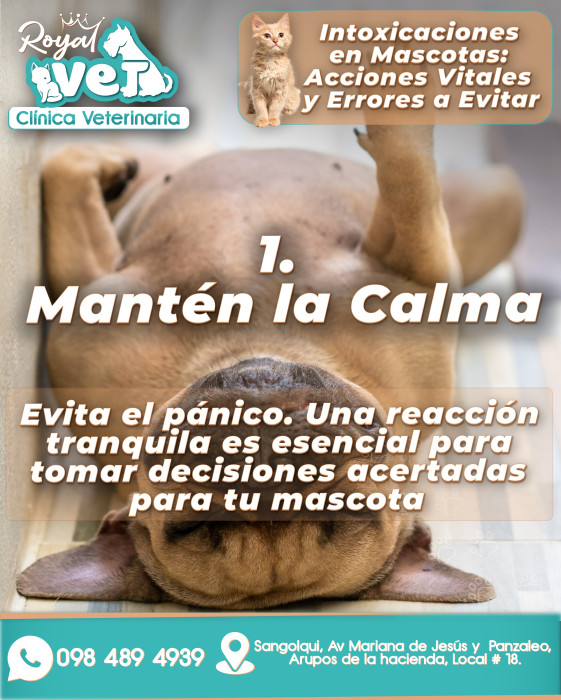 Royal
Vet
Clínica Veterinaria
Intoxicaciones
en Mascotas:
Acciones Vitales
y Errores a Evitar
1.
Mantén la Calma
Evita el pánico. Una reacción
tranquila es esencial para
tomar decisiones acertadas
para tu mascota
098 489 4939
Sangolqui, Av Mariana de Jesús y Panzaleo,
Arupos de la hacienda, Local # 18.